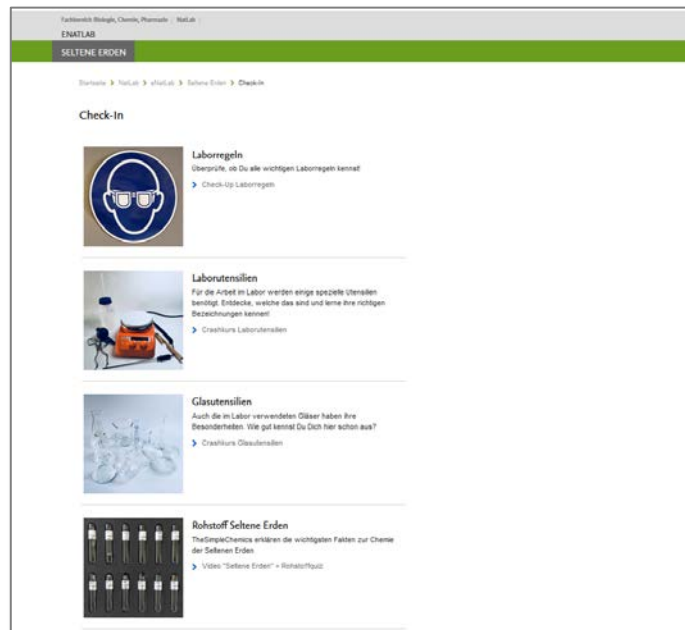 Fachbereich Biologie, Chemie, Pharmazie | NatLab
ENATLAB
SELTENE ERDEN
Startseite > NatLab > eNatLab > Seltene Erden > Check-In
Check-In
Laborregeln
Überprüfe, ob Du alle wichtigen Laborregeln kennst!
> Check-Up Laborregeln
Laborutensilien
Für die Arbeit im Labor werden einige spezielle Utensilien
benötigt. Entdecke, welche das sind und lerne ihre richtigen
Bezeichnungen kennen!
> Crashkurs Laborutensilien
Glasutensilien
Auch die im Labor verwendeten Gläser haben ihre
Besonderheiten. Wie gut kennst Du Dich hier schon aus?
> Crashkurs Glasutensilien
Rohstoff Seltene Erden
TheSimpleChemics erklären die wichtigsten Fakten zur Chemie
der Seltenen Erden
> Video "Seltene Erden" + Rohstoffquiz